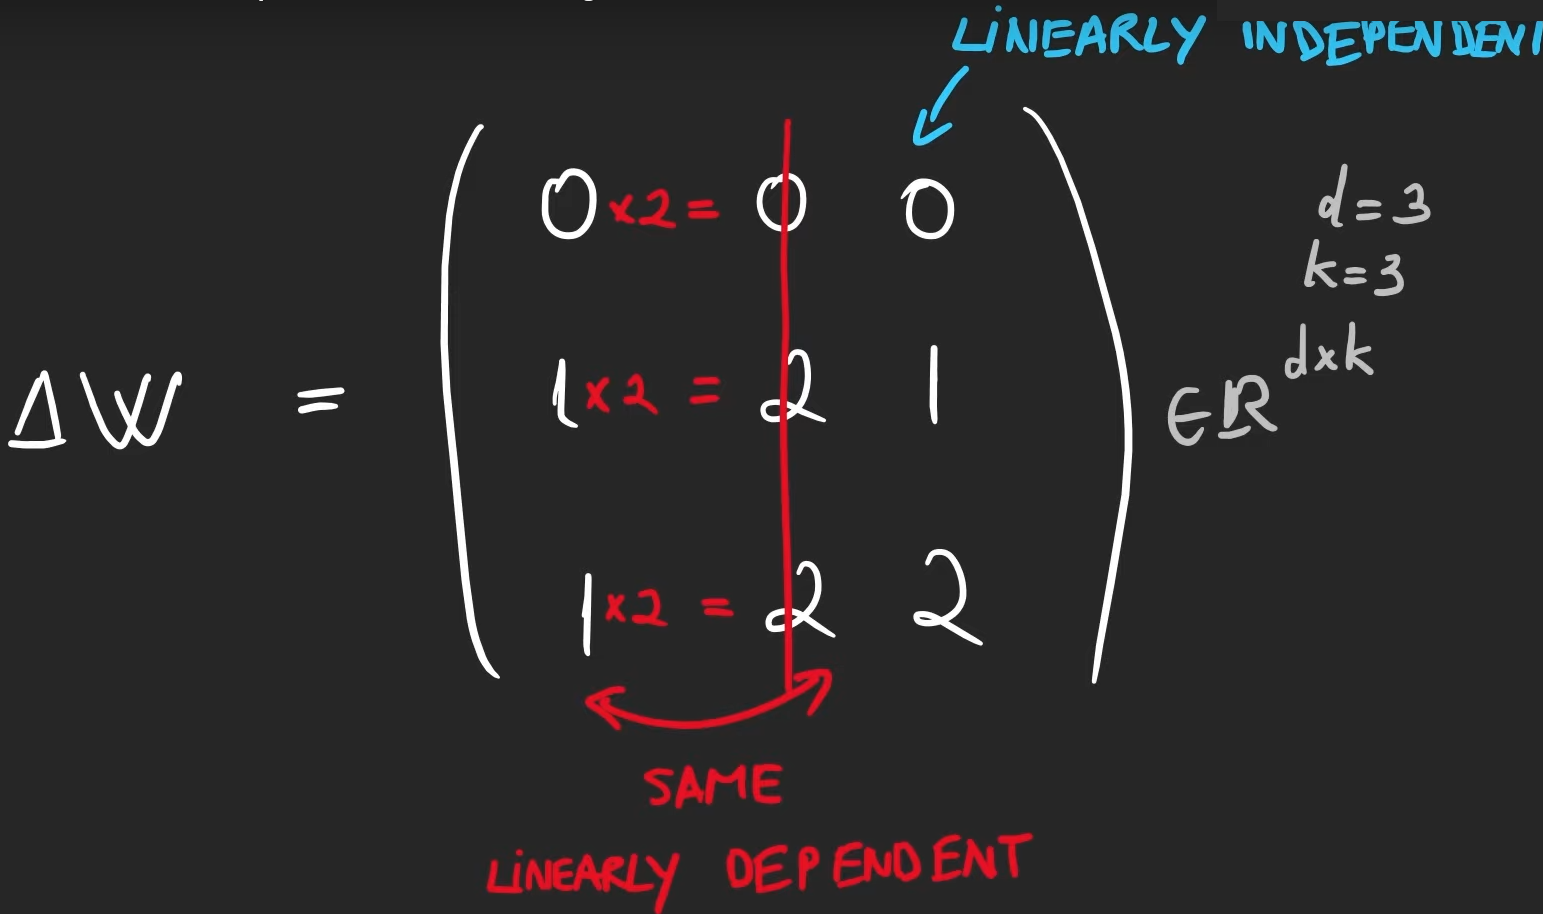 LINEARLY INDEPENDENT
0 ×2 = 0 0
d=3
k=3
ΔW = 1 ×2 = 2 1 ∈ℝ^{d×k}
1 ×2 = 2 2
SAME
LINEARLY DEPENDENT